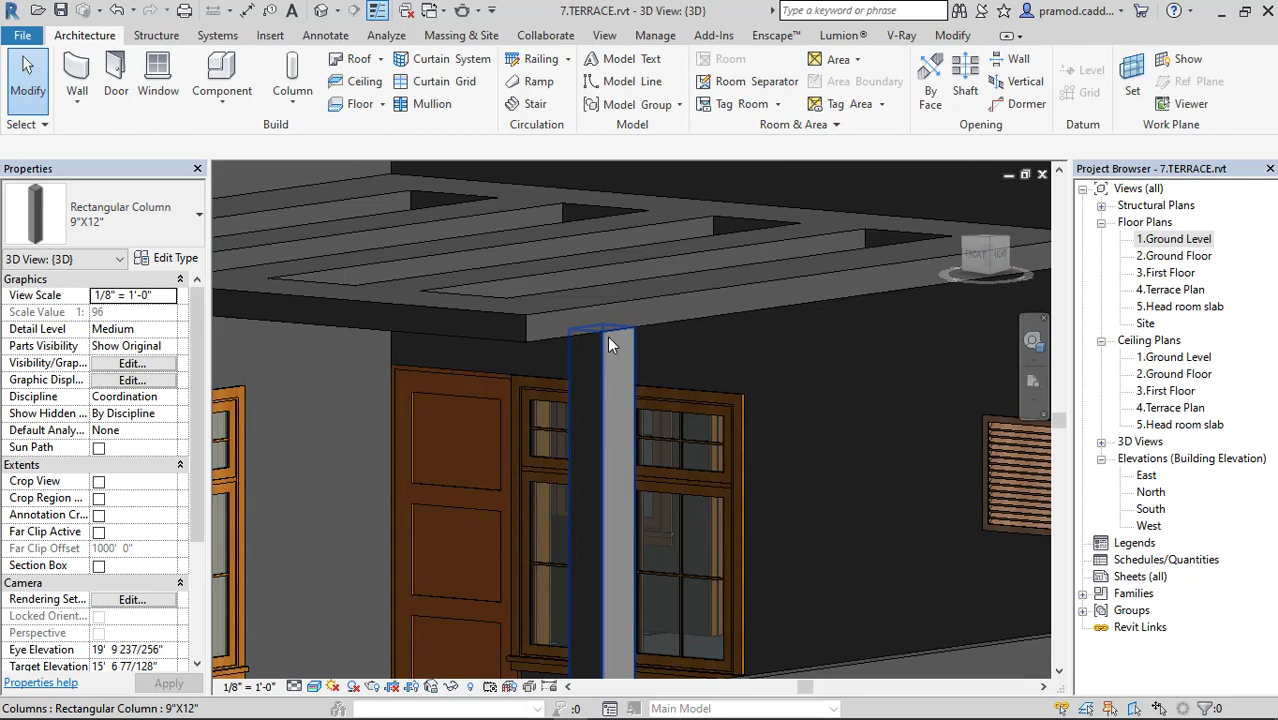 7.TERRACE.rvt - 3D View: {3D}
Type a keyword or phrase
pramod.cadd...
File Architecture Structure Systems Insert Annotate Analyze Massing & Site Collaborate View Manage Add-Ins Enscape™ Lumion® V-Ray Modify
Modify Wall Door Window Component Column
Roof Curtain System Railing Model Text Room Area Wall Level Show
Ceiling Curtain Grid Ramp Model Line Room Separator Area Boundary By Face Shaft Vertical Grid Set Ref Plane
Floor Mullion Stair Model Group Tag Room Tag Area Dormer Viewer
Select Build Circulation Model Room & Area Opening Datum Work Plane
Properties
Rectangular Column
9"X12"
3D View: {3D} Edit Type
Graphics
View Scale 1/8" = 1'-0"
Scale Value 1: 96
Detail Level Medium
Parts Visibility Show Original
Visibility/Grap... Edit...
Graphic Displ... Edit...
Discipline Coordination
Show Hidden ... By Discipline
Default Analy... None
Sun Path
Extents
Crop View
Crop Region ...
Annotation Cr...
Far Clip Active
Far Clip Offset 1000' 0"
Section Box
Camera
Rendering Set... Edit...
Locked Orient...
Perspective
Eye Elevation 19' 9 237/256"
Target Elevation 15' 6 77/128"
Properties help Apply
FRONT
Project Browser - 7.TERRACE.rvt
Views (all)
Structural Plans
Floor Plans
1.Ground Level
2.Ground Floor
3.First Floor
4.Terrace Plan
5.Head room slab
Site
Ceiling Plans
1.Ground Level
2.Ground Floor
3.First Floor
4.Terrace Plan
5.Head room slab
3D Views
Elevations (Building Elevation)
East
North
South
West
Legends
Schedules/Quantities
Sheets (all)
Families
Groups
Revit Links
1/8" = 1'-0"
Columns : Rectangular Column : 9"X12" :0 Main Model :0